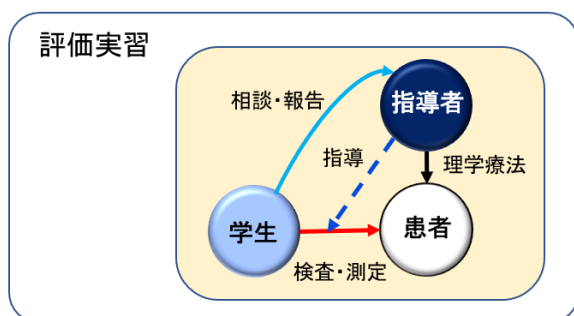 評価実習
相談・報告
指導者
指導
理学療法
学生
患者
検査・測定